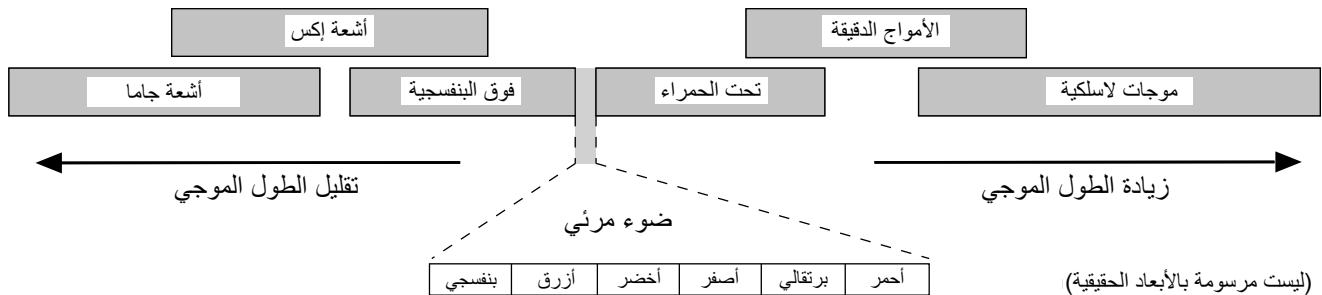 الأمواج الدقيقة
أشعة إكس
موجات لاسلكية
تحت الحمراء
فوق البنفسجية
أشعة جاما
زيادة الطول الموجي
تقليل الطول الموجي
ضوء مرئي
أحمر برتقالي أصفر أخضر أزرق بنفسجي
(ليست مرسومة بالأبعاد الحقيقية)